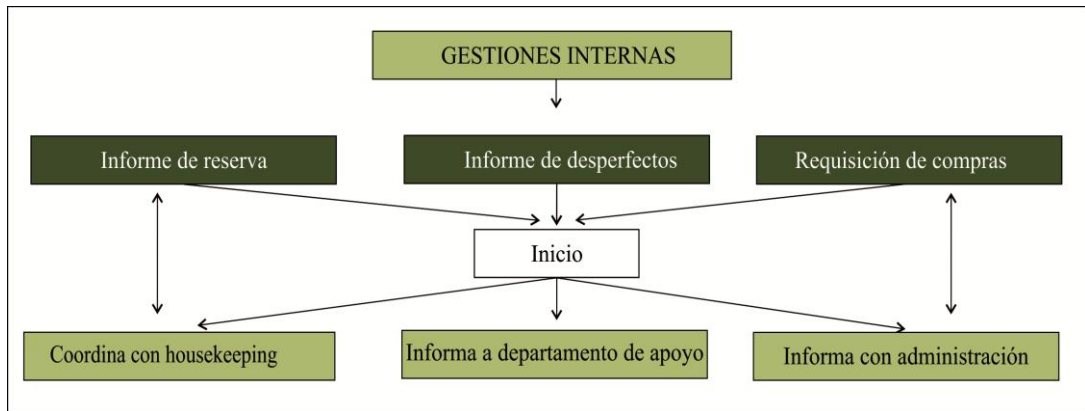 GESTIONES INTERNAS
Informe de reserva
Informe de desperfectos
Requisición de compras
Inicio
Coordina con housekeeping
Informa a departamento de apoyo
Informa con administración